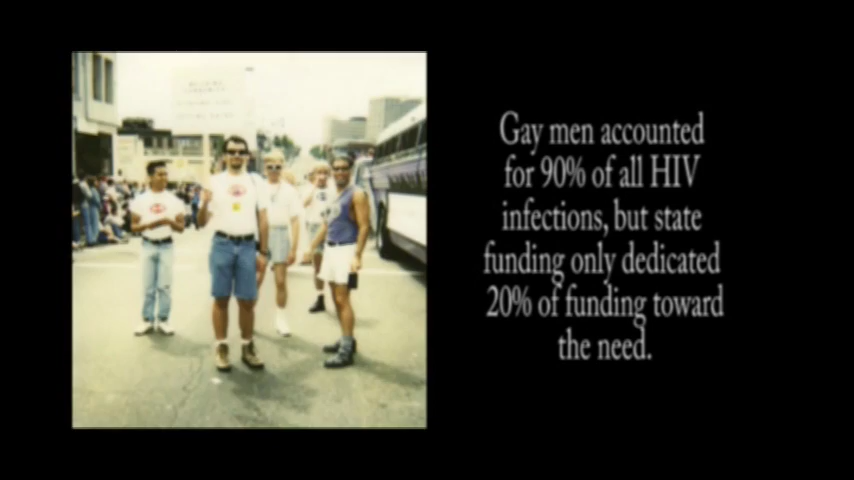 Gay men accounted
for 90% of all HIV
infections, but state
funding only dedicated
20% of funding toward
the need.